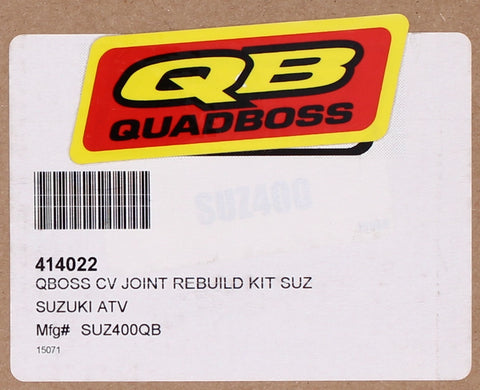 QB
QUADBOSS
SUZ400
414022
QBOSS CV JOINT REBUILD KIT SUZ
SUZUKI ATV
Mfg# SUZ400QB
15071